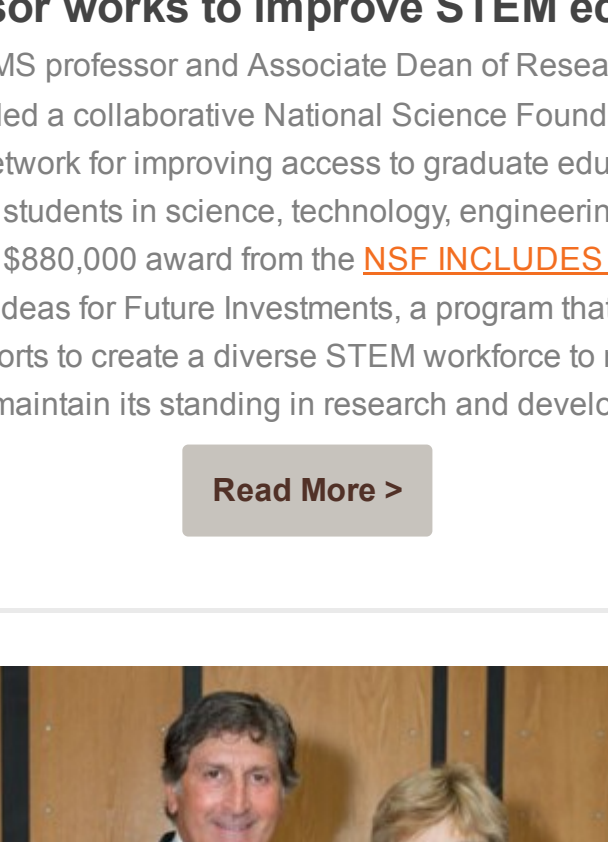 sor works to improve STEM ed
MS professor and Associate Dean of Resea
led a collaborative National Science Found
etwork for improving access to graduate edu
students in science, technology, engineerin
$880,000 award from the NSF INCLUDES
deas for Future Investments, a program that
orts to create a diverse STEM workforce to
maintain its standing in research and develo
Read More >